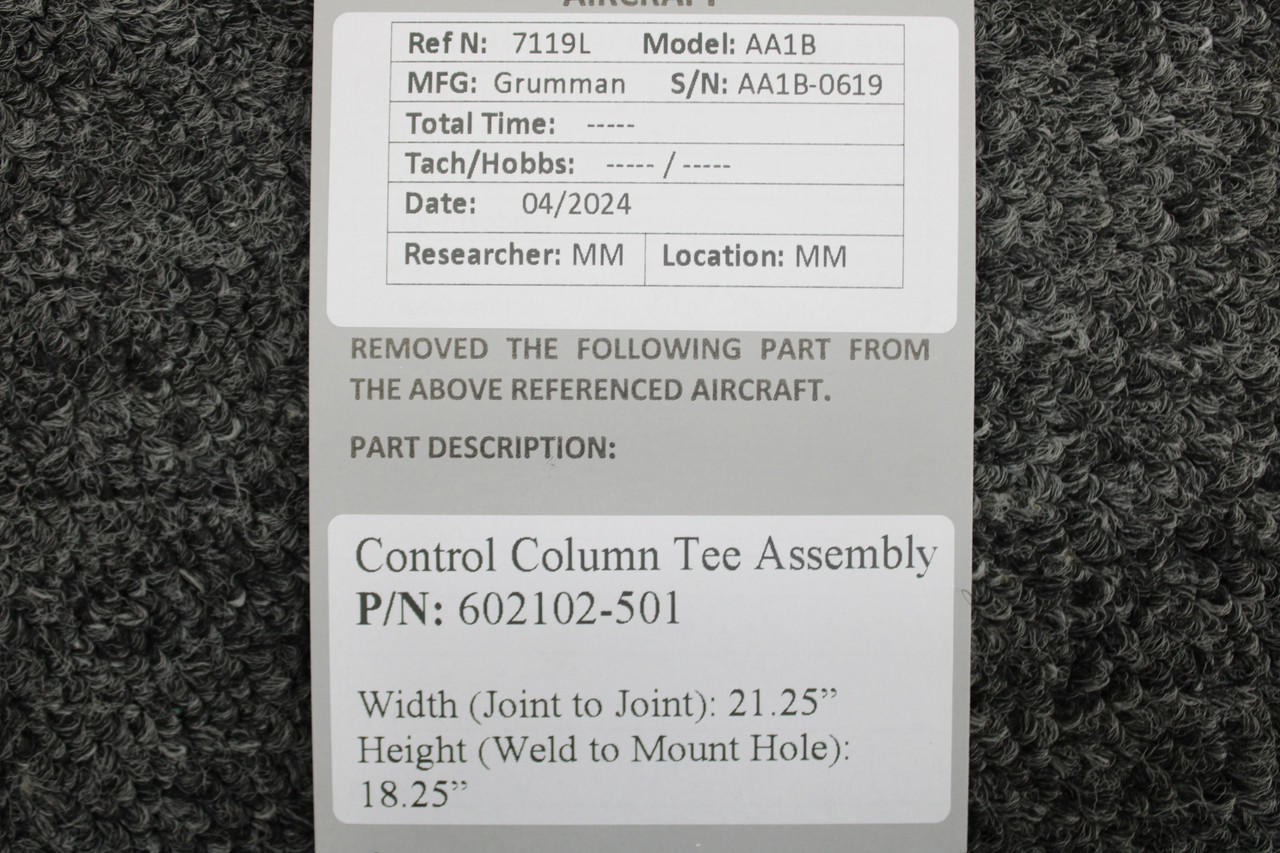 AIRCRAFT
Ref N: 7119L Model: AA1B
MFG: Grumman S/N: AA1B-0619
Total Time: -----
Tach/Hobbs: ----- / -----
Date: 04/2024
Researcher: MM Location: MM
REMOVED THE FOLLOWING PART FROM
THE ABOVE REFERENCED AIRCRAFT.
PART DESCRIPTION:
Control Column Tee Assembly
P/N: 602102-501
Width (Joint to Joint): 21.25”
Height (Weld to Mount Hole):
18.25”